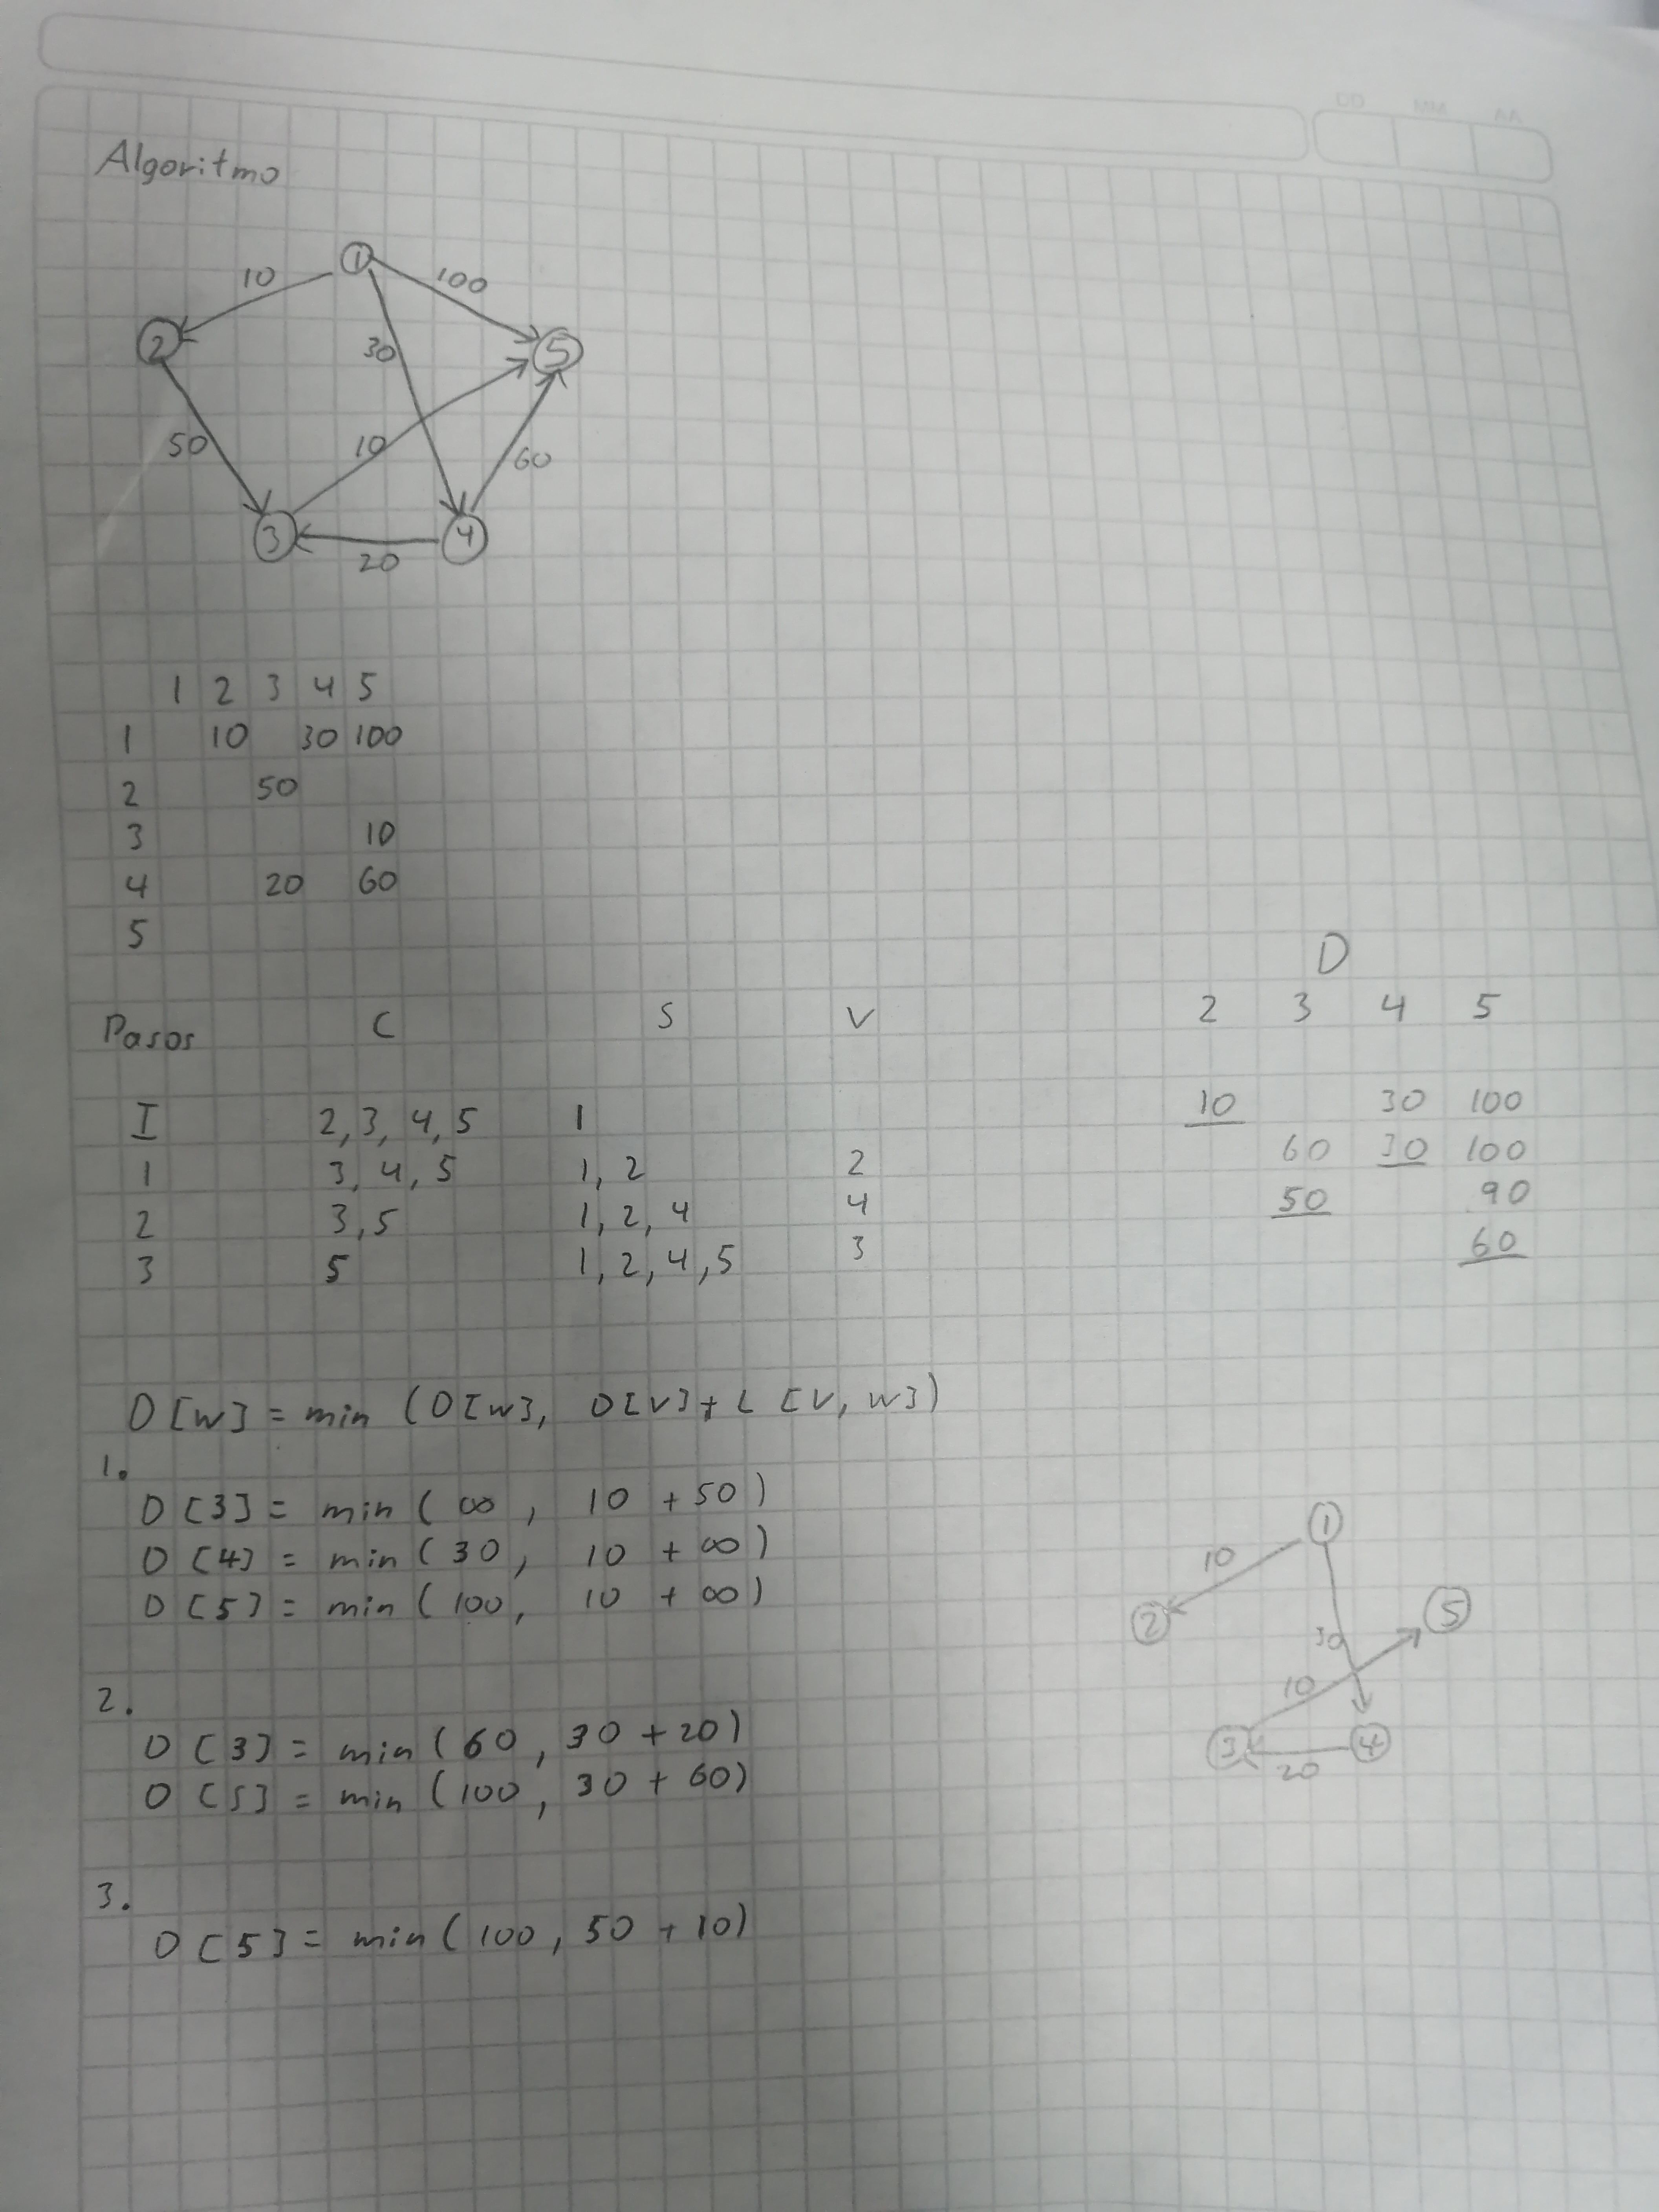 DD MM AA
Algoritmo
1
10
100
2
30
5
50
10
60
3
4
20
1 2 3 4 5
1 10 30 100
2 50
3 10
4 20 60
5
D
Pasos C S V 2 3 4 5
I 2, 3, 4, 5 1 10 30 100
1 3, 4, 5 1, 2 2 60 30 100
2 3, 5 1, 2, 4 4 50 90
3 5 1, 2, 4, 5 3 60
D[w] = min (D[w], D[V] + L [V, w])
1.
D[3] = min ( ∞ , 10 + 50)
D[4] = min (30, 10 + ∞)
D[5] = min (100, 10 + ∞)
1
10
2
5
30
10
3
4
20
2.
D[3] = min (60, 30 + 20)
D[5] = min (100, 30 + 60)
3.
D[5] = min (100, 50 + 10)